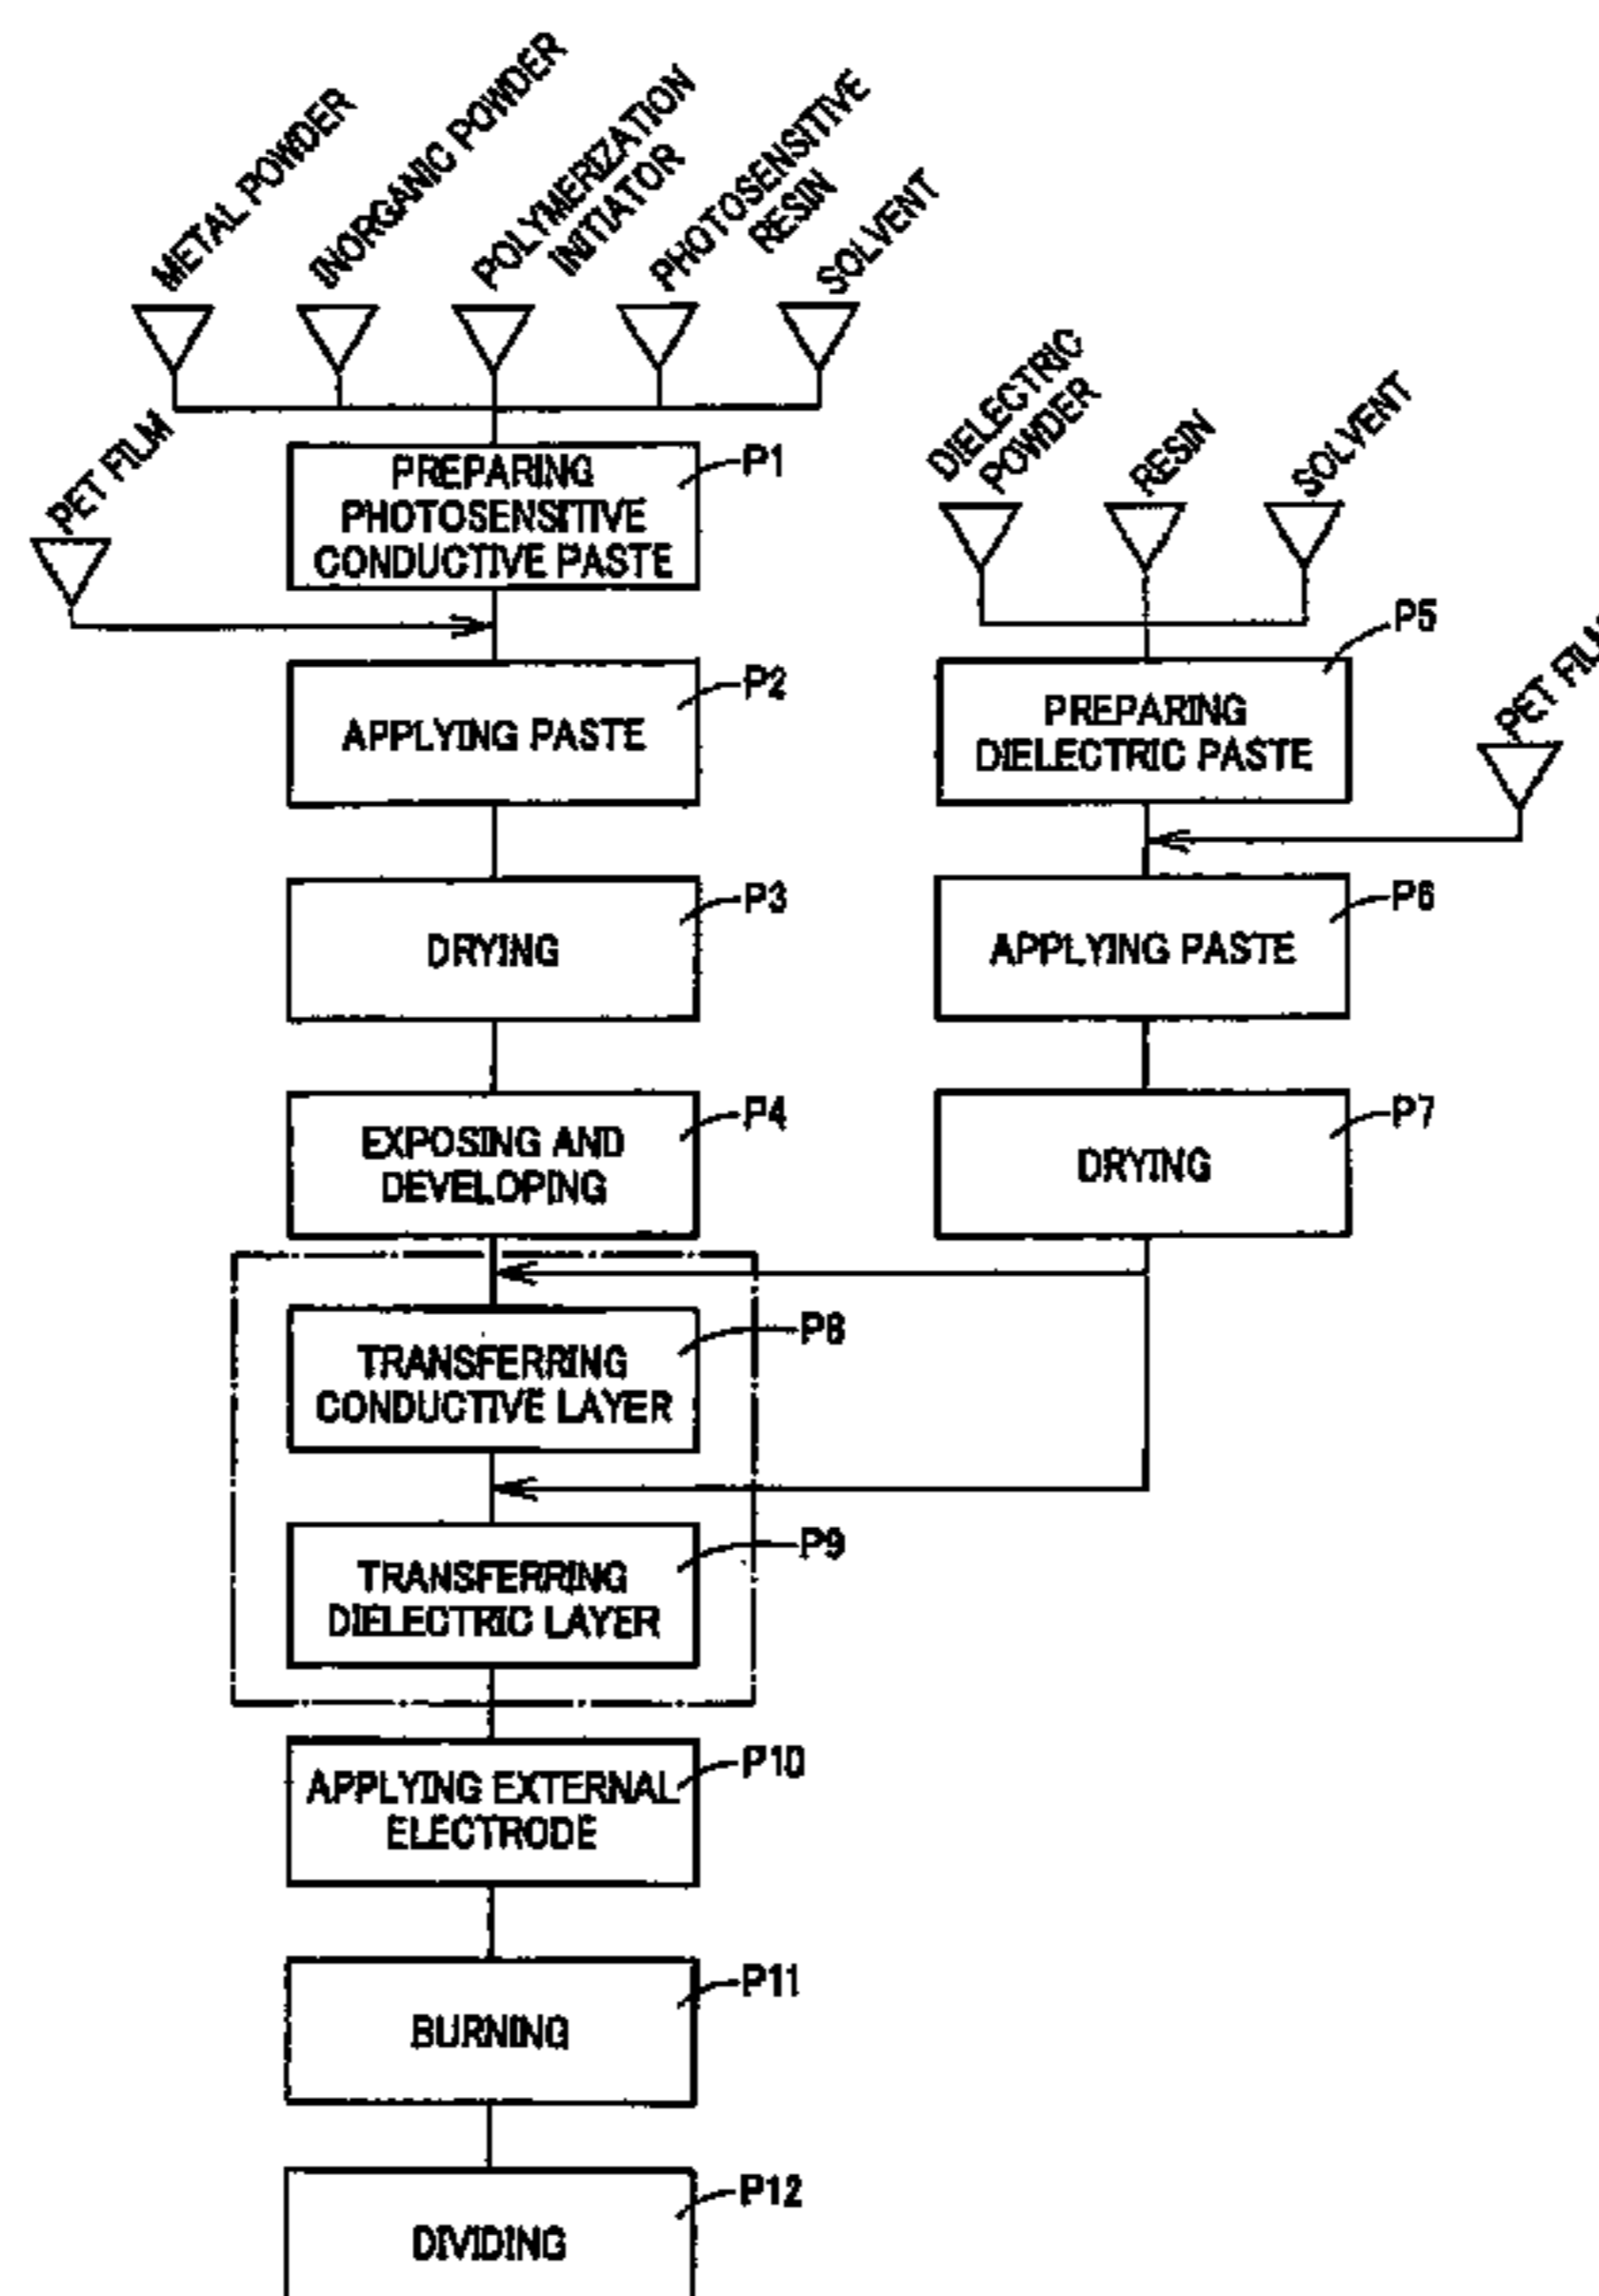 METAL POWDER
INORGANIC POWDER
POLYMERIZATION
INITIATOR
PHOTOSENSITIVE
RESIN
SOLVENT
PET FILM
PREPARING
PHOTOSENSITIVE
CONDUCTIVE PASTE
P1
APPLYING PASTE
P2
DRYING
P3
EXPOSING AND
DEVELOPING
P4
DIELECTRIC
POWDER
RESIN
SOLVENT
PREPARING
DIELECTRIC PASTE
P5
PET FILM
APPLYING PASTE
P6
DRYING
P7
TRANSFERRING
CONDUCTIVE LAYER
P8
TRANSFERRING
DIELECTRIC LAYER
P9
APPLYING EXTERNAL
ELECTRODE
P10
BURNING
P11
DIVIDING
P12